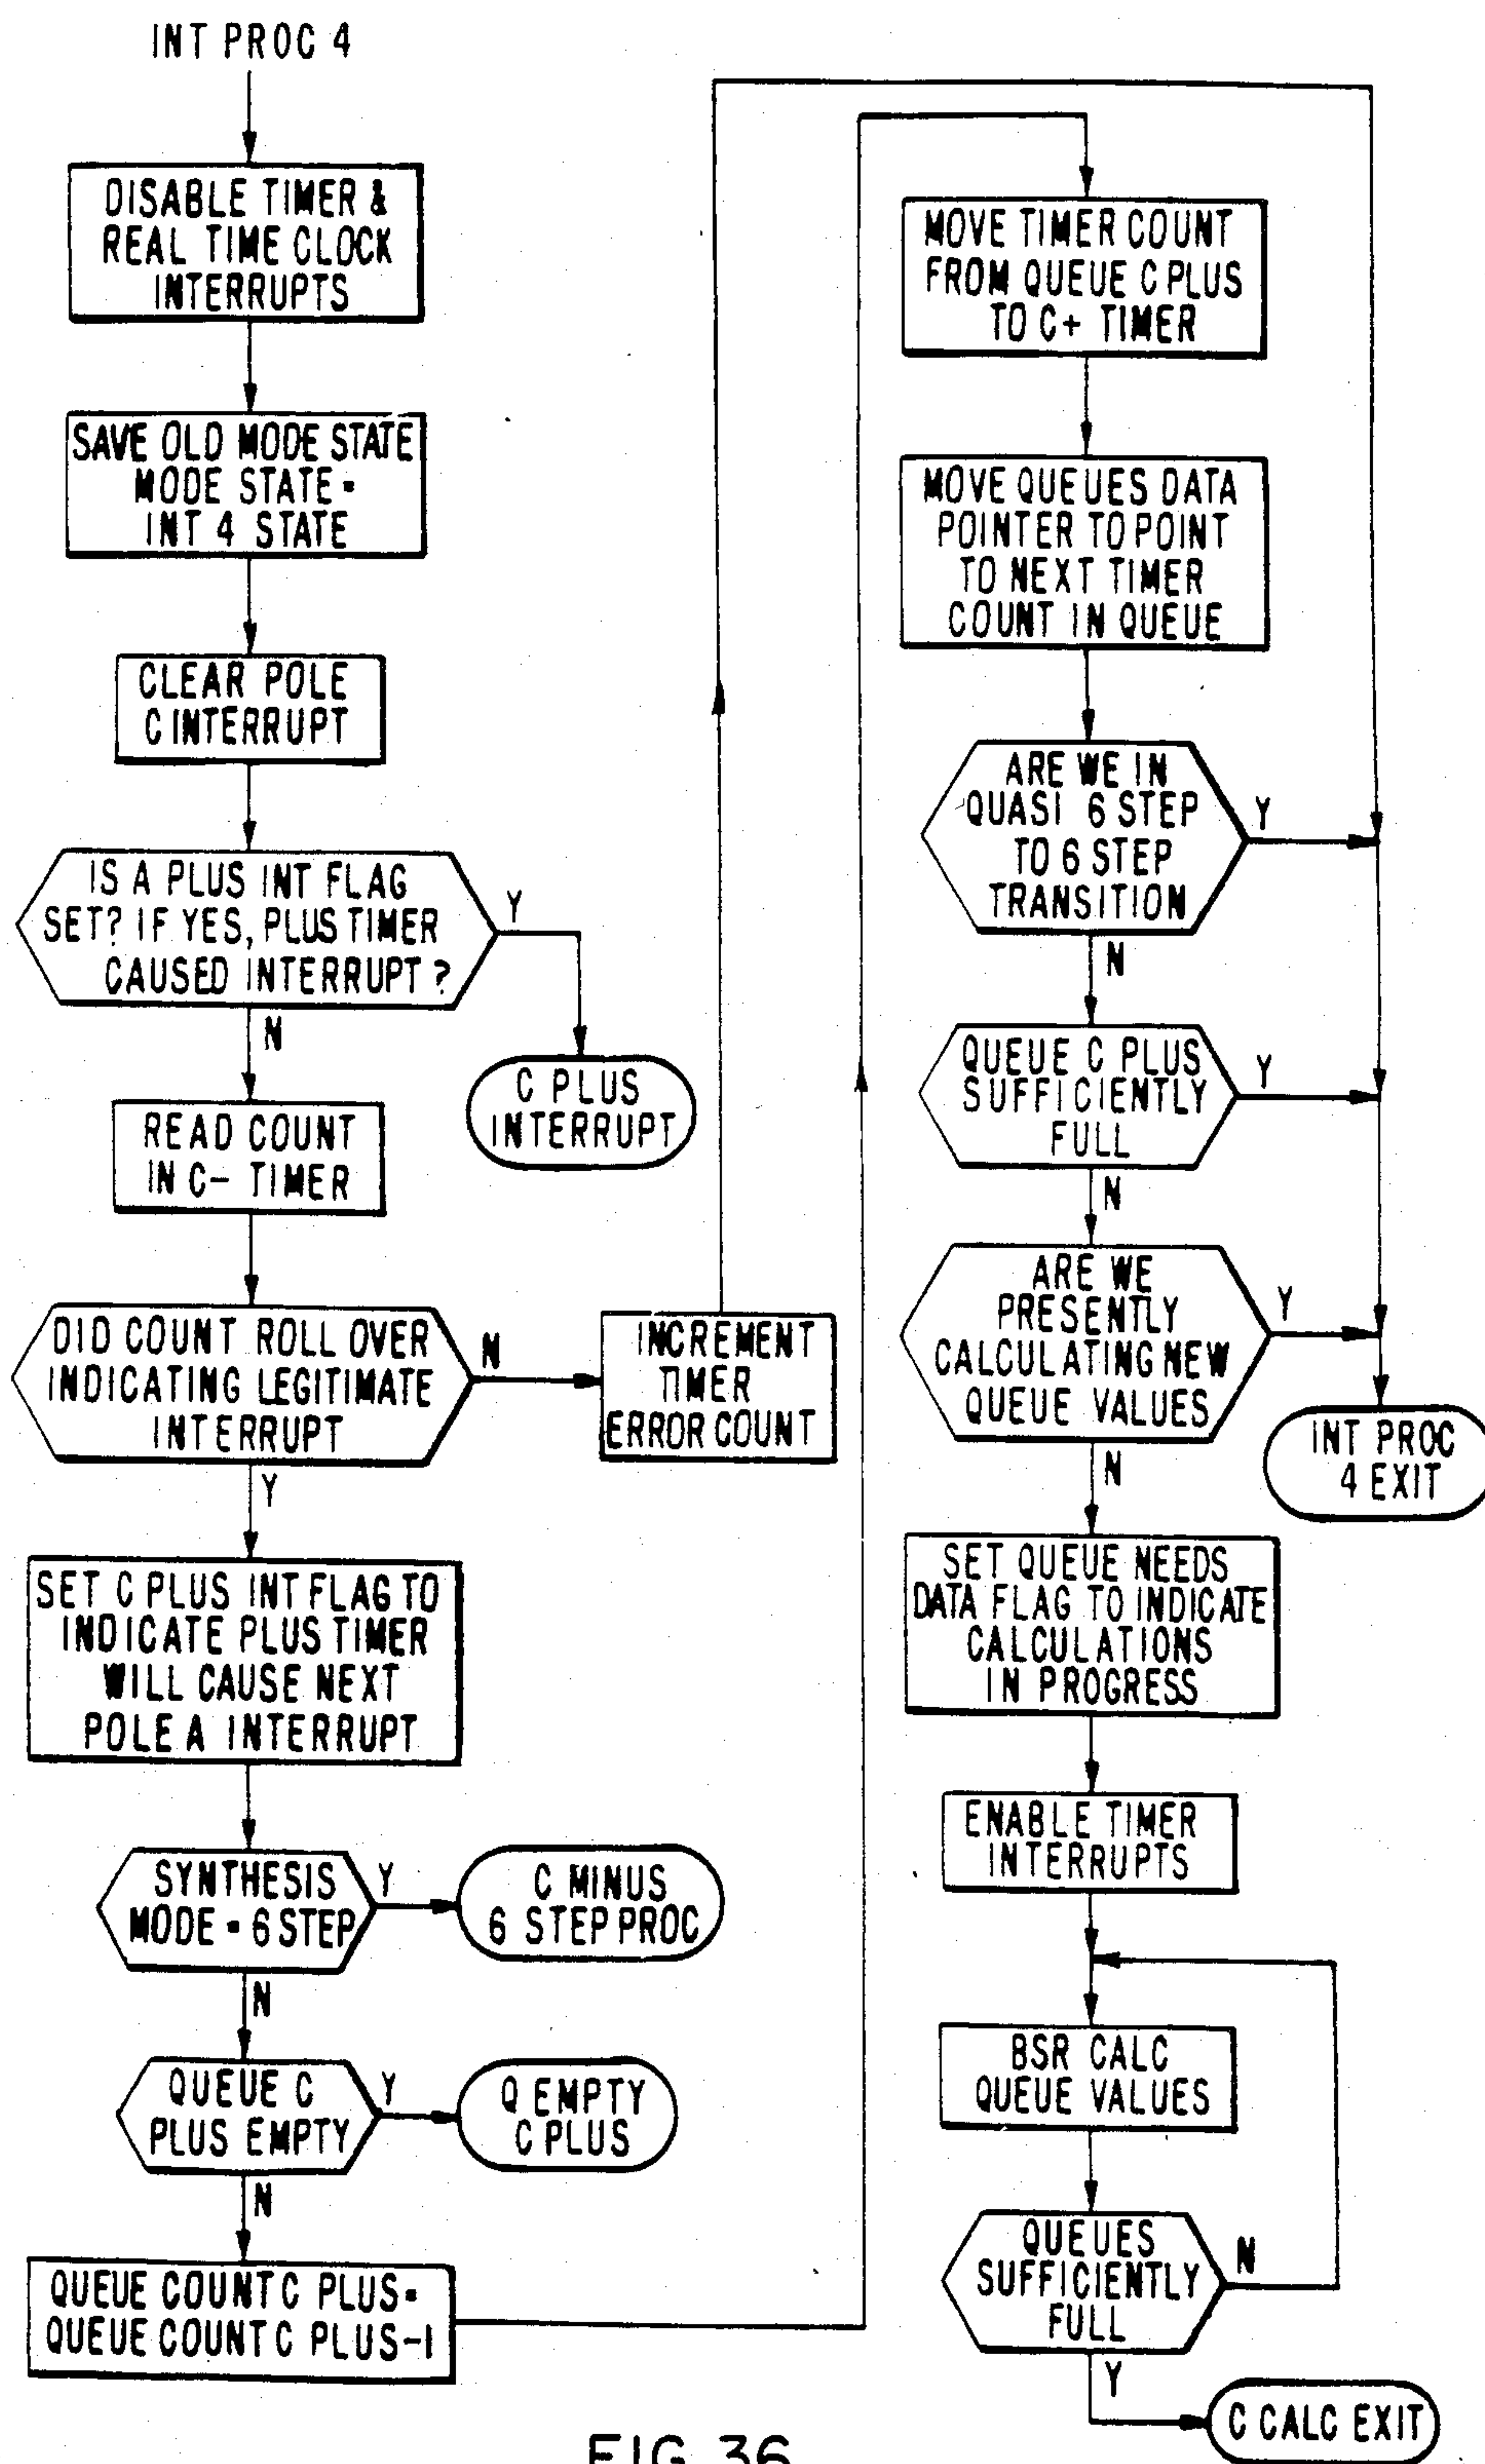 INT PROC 4
DISABLE TIMER &
REAL TIME CLOCK
INTERRUPTS
SAVE OLD MODE STATE
MODE STATE =
INT 4 STATE
CLEAR POLE
C INTERRUPT
IS A PLUS INT FLAG
SET? IF YES, PLUS TIMER
CAUSED INTERRUPT ?
Y
N
C PLUS
INTERRUPT
READ COUNT
IN C- TIMER
DID COUNT ROLL OVER
INDICATING LEGITIMATE
INTERRUPT
N
Y
INCREMENT
TIMER
ERROR COUNT
SET C PLUS INT FLAG TO
INDICATE PLUS TIMER
WILL CAUSE NEXT
POLE A INTERRUPT
SYNTHESIS
MODE = 6 STEP
Y
N
C MINUS
6 STEP PROC
QUEUE C
PLUS EMPTY
Y
N
Q EMPTY
C PLUS
QUEUE COUNT C PLUS =
QUEUE COUNT C PLUS-1
MOVE TIMER COUNT
FROM QUEUE C PLUS
TO C+ TIMER
MOVE QUEUES DATA
POINTER TO POINT
TO NEXT TIMER
COUNT IN QUEUE
ARE WE IN
QUASI 6 STEP
TO 6 STEP
TRANSITION
Y
N
QUEUE C PLUS
SUFFICIENTLY
FULL
Y
N
ARE WE
PRESENTLY
CALCULATING NEW
QUEUE VALUES
Y
N
INT PROC
4 EXIT
SET QUEUE NEEDS
DATA FLAG TO INDICATE
CALCULATIONS
IN PROGRESS
ENABLE TIMER
INTERRUPTS
BSR CALC
QUEUE VALUES
QUEUES
SUFFICIENTLY
FULL
N
Y
C CALC EXIT
FIG. 36